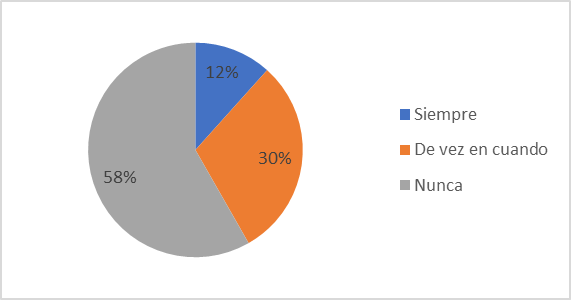 12%
30%
58%
Siempre
De vez en cuando
Nunca